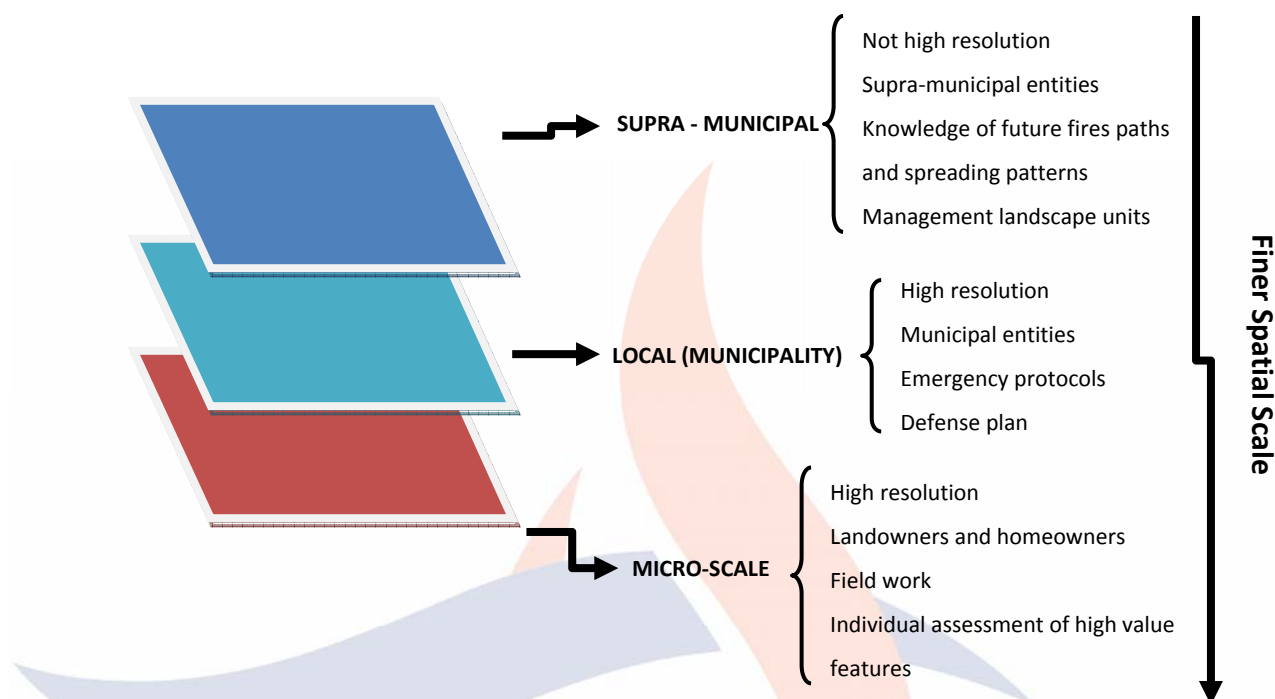 SUPRA - MUNICIPAL
Not high resolution
Supra-municipal entities
Knowledge of future fires paths
and spreading patterns
Management landscape units
LOCAL (MUNICIPALITY)
High resolution
Municipal entities
Emergency protocols
Defense plan
MICRO-SCALE
High resolution
Landowners and homeowners
Field work
Individual assessment of high value
features
Finer Spatial Scale